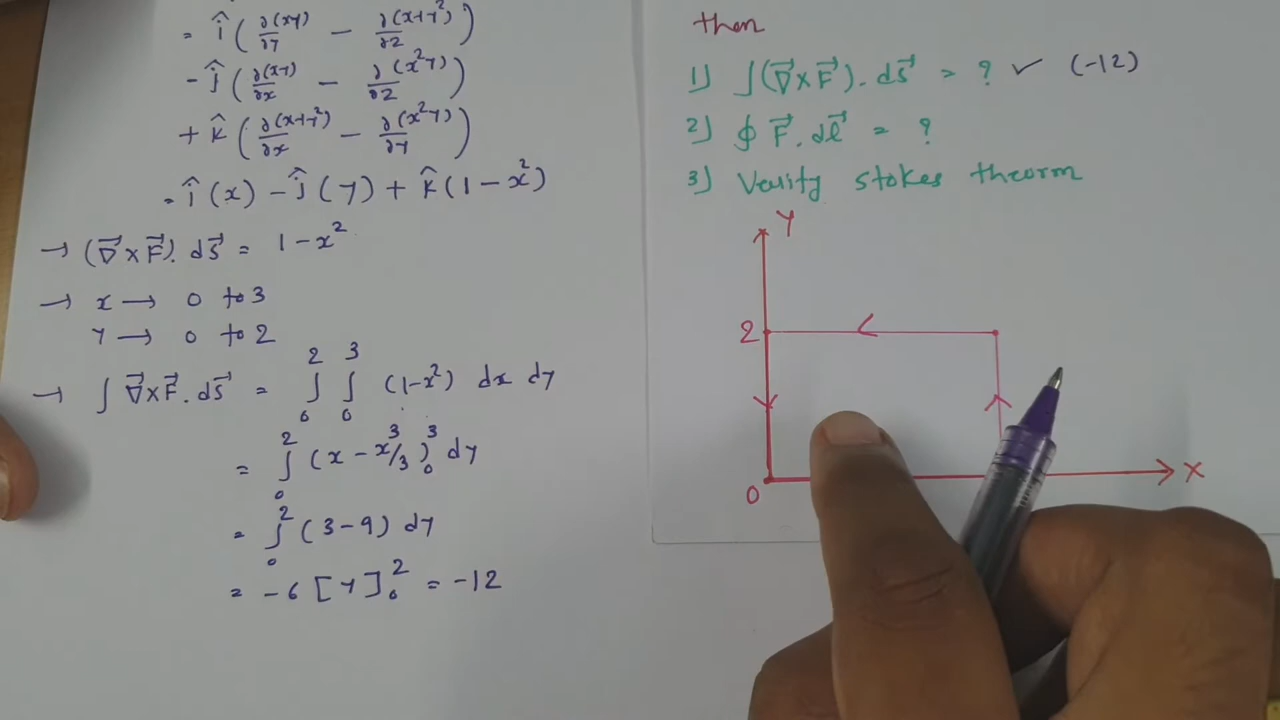 = î ( ∂(xy)/∂y − ∂(x+y²)/∂z )
−ĵ ( ∂(xy)/∂x − ∂(x²y)/∂z )
+ k̂ ( ∂(x+y²)/∂x − ∂(x²y)/∂y )
= î(x) − ĵ(y) + k̂(1−x²)
→ (∇⃗×F⃗).ds⃗ = 1−x²
→ x → 0 to 3
y → 0 to 2
→ ∫ ∇⃗×F⃗.ds⃗ = ∫₀² ∫₀³ (1−x²) dx dy
= ∫₀² (x − x³/3)₀³ dy
= ∫₀² (3−9) dy
= −6 [y]₀² = −12
then
1) ∫(∇⃗×F⃗).ds⃗ = ? ✓ (−12)
2) ∮ F⃗.dl⃗ = ?
3) Verity stokes theorm
Y
2
0
X